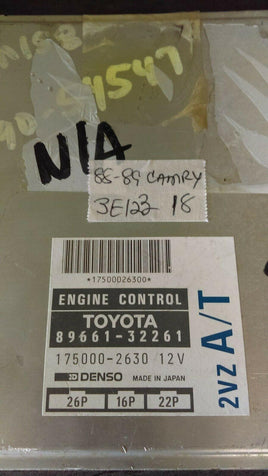 N/A
88-89 CAMRY
3E122 18
*17500026300*
ENGINE CONTROL
TOYOTA
89661-32261
175000-2630 12V
DENSO MADE IN JAPAN
26P 16P 22P
2VZ A/T